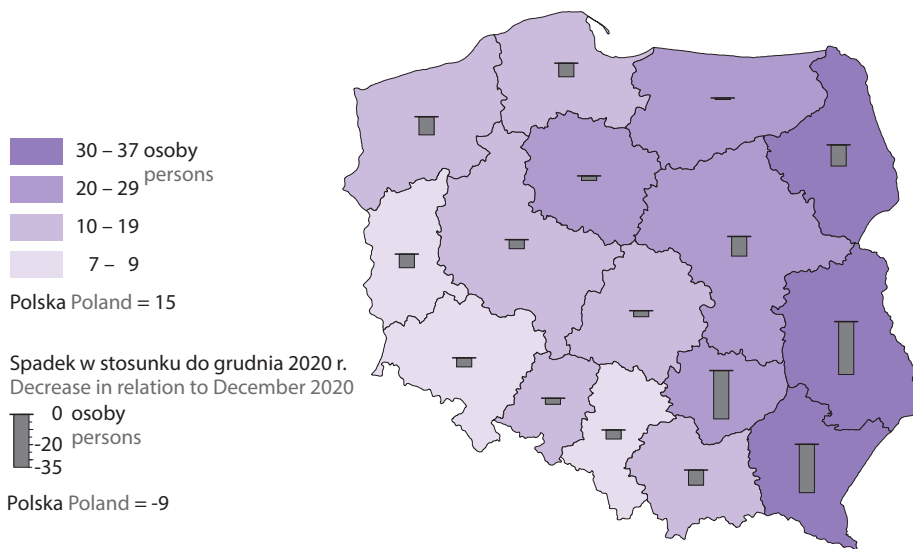 30 – 37 osoby
persons
20 – 29
10 – 19
7 – 9
Polska Poland = 15
Spadek w stosunku do grudnia 2020 r.
Decrease in relation to December 2020
0 osoby
persons
-20
-35
Polska Poland = -9